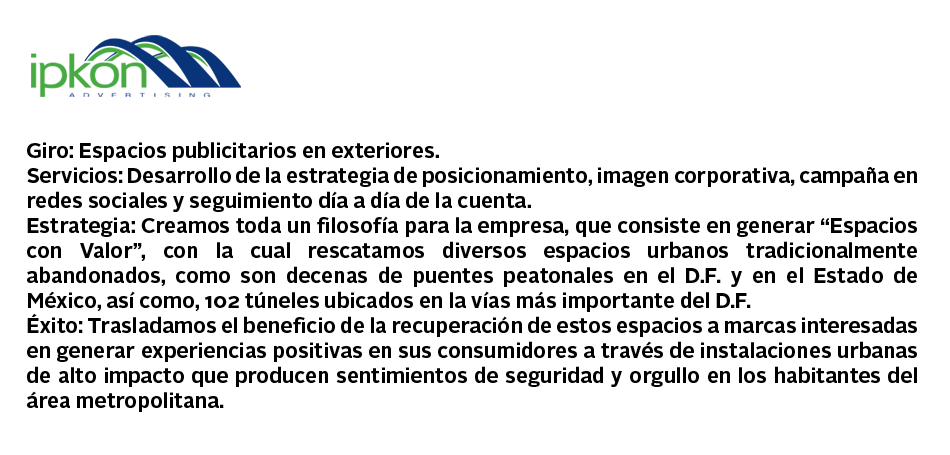 ipkon
ADVERTISING
Giro: Espacios publicitarios en exteriores.
Servicios: Desarrollo de la estrategia de posicionamiento, imagen corporativa, campaña en
redes sociales y seguimiento día a día de la cuenta.
Estrategia: Creamos toda un filosofía para la empresa, que consiste en generar “Espacios
con Valor”, con la cual rescatamos diversos espacios urbanos tradicionalmente
abandonados, como son decenas de puentes peatonales en el D.F. y en el Estado de
México, así como, 102 túneles ubicados en la vías más importante del D.F.
Éxito: Trasladamos el beneficio de la recuperación de estos espacios a marcas interesadas
en generar experiencias positivas en sus consumidores a través de instalaciones urbanas
de alto impacto que producen sentimientos de seguridad y orgullo en los habitantes del
área metropolitana.